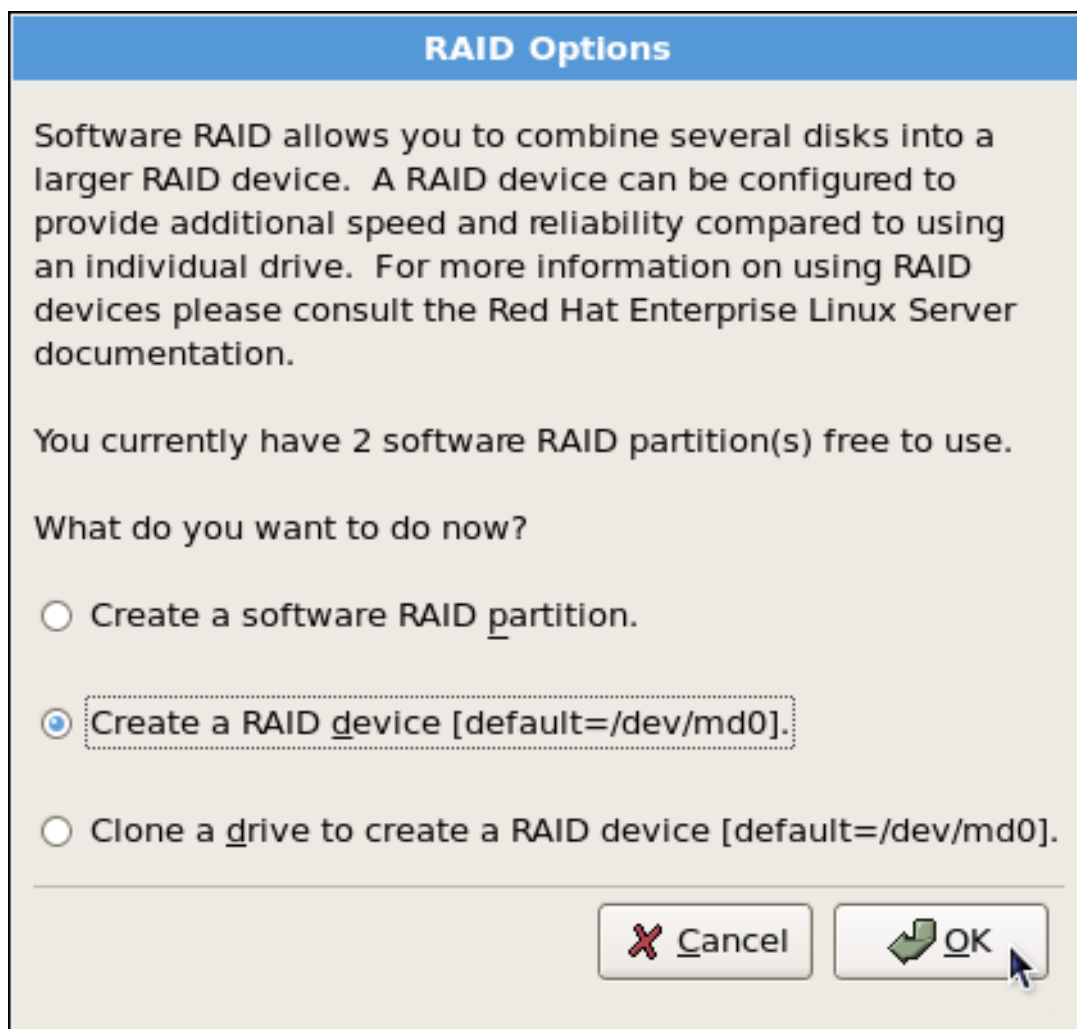 RAID Options
Software RAID allows you to combine several disks into a
larger RAID device.  A RAID device can be configured to
provide additional speed and reliability compared to using
an individual drive.  For more information on using RAID
devices please consult the Red Hat Enterprise Linux Server
documentation.
You currently have 2 software RAID partition(s) free to use.
What do you want to do now?
Create a software RAID partition.
Create a RAID device [default=/dev/md0].
Clone a drive to create a RAID device [default=/dev/md0].
Cancel OK